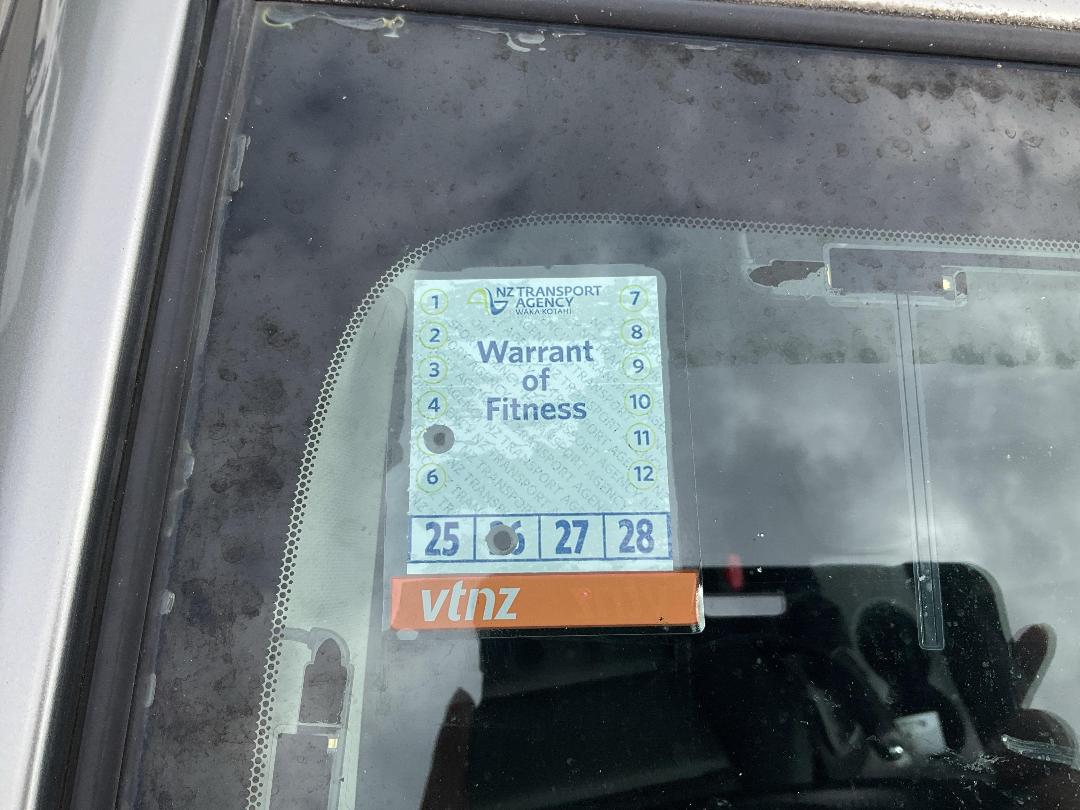 NZ TRANSPORT
AGENCY
WAKA KOTAHI
1 7
2 8
3 9
4 10
11
6 12
Warrant
of
Fitness
25 26 27 28
vtnz